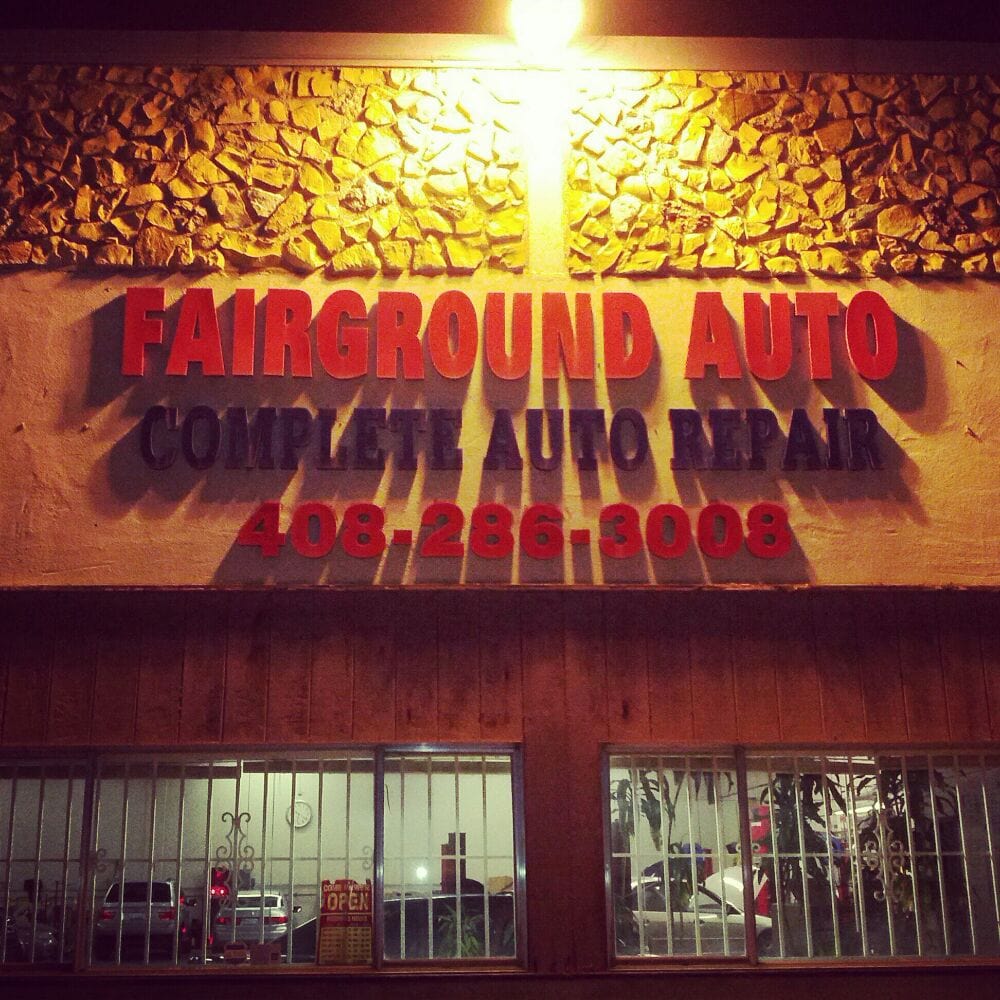 FAIRGROUND AUTO
COMPLETE AUTO REPAIR
408-286-3008
OPEN